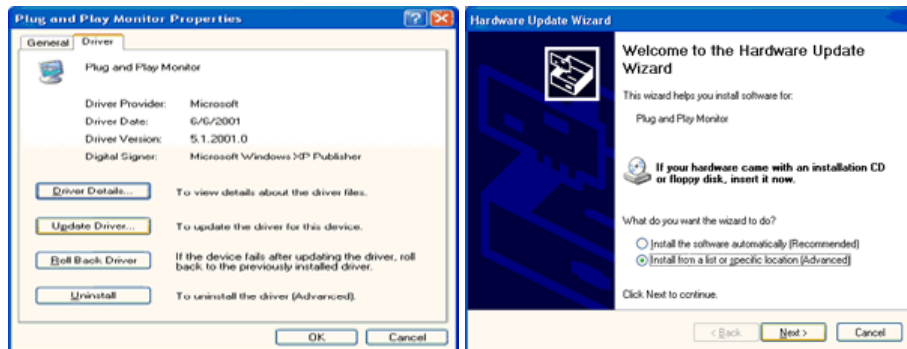 Plug and Play Monitor Properties
General
Driver
Plug and Play Monitor
Driver Provider: Microsoft
Driver Date: 6/6/2001
Driver Version: 5.1.2001.0
Digital Signer: Microsoft Windows XP Publisher
Driver Details...
To view details about the driver files.
Update Driver...
To update the driver for this device.
Roll Back Driver
If the device fails after updating the driver, roll
back to the previously installed driver.
Uninstall
To uninstall the driver (Advanced).
OK
Cancel
Hardware Update Wizard
Welcome to the Hardware Update
Wizard
This wizard helps you install software for:
Plug and Play Monitor
If your hardware came with an installation CD
or floppy disk, insert it now.
What do you want the wizard to do?
Install the software automatically (Recommended)
Install from a list or specific location (Advanced)
Click Next to continue.
< Back
Next >
Cancel